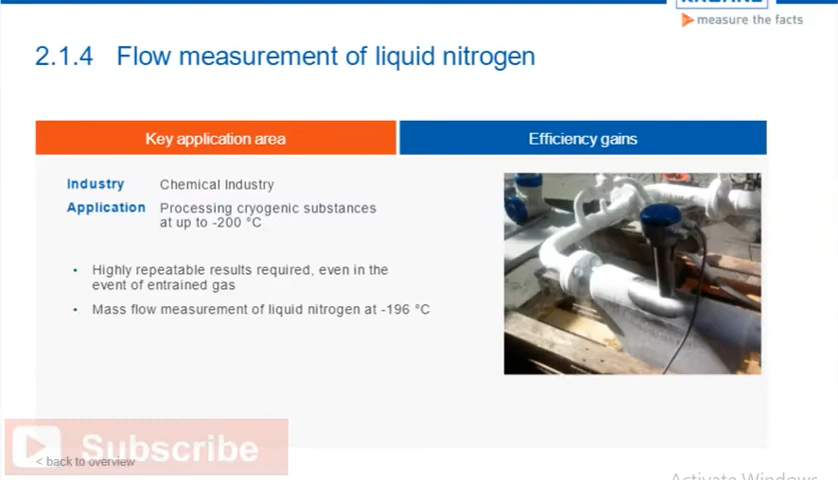 measure the facts
2.1.4 Flow measurement of liquid nitrogen
Key application area
Efficiency gains
Industry Chemical Industry
Application Processing cryogenic substances
at up to -200 °C
• Highly repeatable results required, even in the
event of entrained gas
• Mass flow measurement of liquid nitrogen at -196 °C
Subscribe
< back to overview